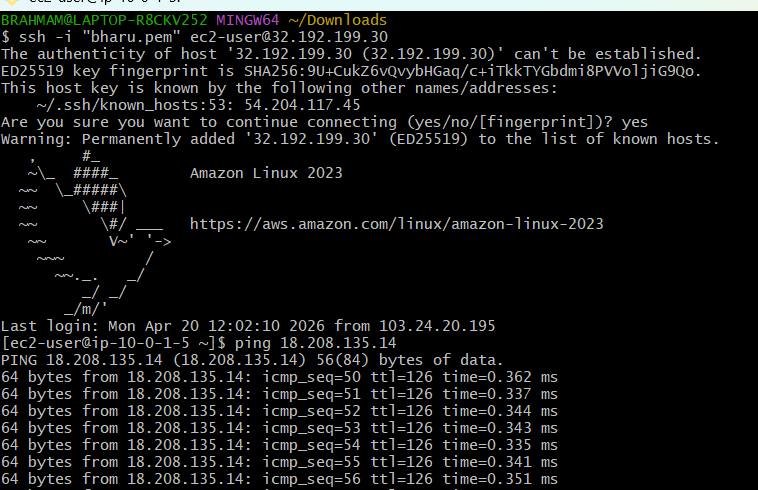 BRAHMAM@LAPTOP-R8CKV252 MINGW64 ~/Downloads
$ ssh -i "bharu.pem" ec2-user@32.192.199.30
The authenticity of host '32.192.199.30 (32.192.199.30)' can't be established.
ED25519 key fingerprint is SHA256:9U+CukZ6vQvybHGaq/c+iTkkTYGbdmi8PVVoljiG9Qo.
This host key is known by the following other names/addresses:
    ~/.ssh/known_hosts:53: 54.204.117.45
Are you sure you want to continue connecting (yes/no/[fingerprint])? yes
Warning: Permanently added '32.192.199.30' (ED25519) to the list of known hosts.
   ,     #_
   ~\_  ####_        Amazon Linux 2023
  ~~  \_#####\
  ~~     \###|
  ~~       \#/ ___   https://aws.amazon.com/linux/amazon-linux-2023
   ~~       V~' '->
    ~~~         /
      ~~._.   _/
         _/ _/
       _/m/'
Last login: Mon Apr 20 12:02:10 2026 from 103.24.20.195
[ec2-user@ip-10-0-1-5 ~]$ ping 18.208.135.14
PING 18.208.135.14 (18.208.135.14) 56(84) bytes of data.
64 bytes from 18.208.135.14: icmp_seq=50 ttl=126 time=0.362 ms
64 bytes from 18.208.135.14: icmp_seq=51 ttl=126 time=0.337 ms
64 bytes from 18.208.135.14: icmp_seq=52 ttl=126 time=0.344 ms
64 bytes from 18.208.135.14: icmp_seq=53 ttl=126 time=0.343 ms
64 bytes from 18.208.135.14: icmp_seq=54 ttl=126 time=0.335 ms
64 bytes from 18.208.135.14: icmp_seq=55 ttl=126 time=0.341 ms
64 bytes from 18.208.135.14: icmp_seq=56 ttl=126 time=0.351 ms